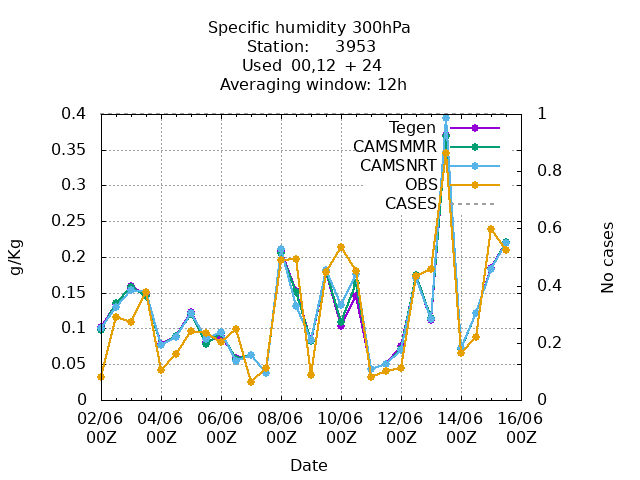 Specific humidity 300hPa
Station: 3953
Used 00,12 + 24
Averaging window: 12h
0.4
0.35
0.3
0.25
0.2
0.15
0.1
0.05
0
g/Kg
Tegen
CAMSMMR
CAMSNRT
OBS
CASES
1
0.8
0.6
0.4
0.2
0
No cases
02/06 04/06 06/06 08/06 10/06 12/06 14/06 16/06
00Z 00Z 00Z 00Z 00Z 00Z 00Z 00Z
Date